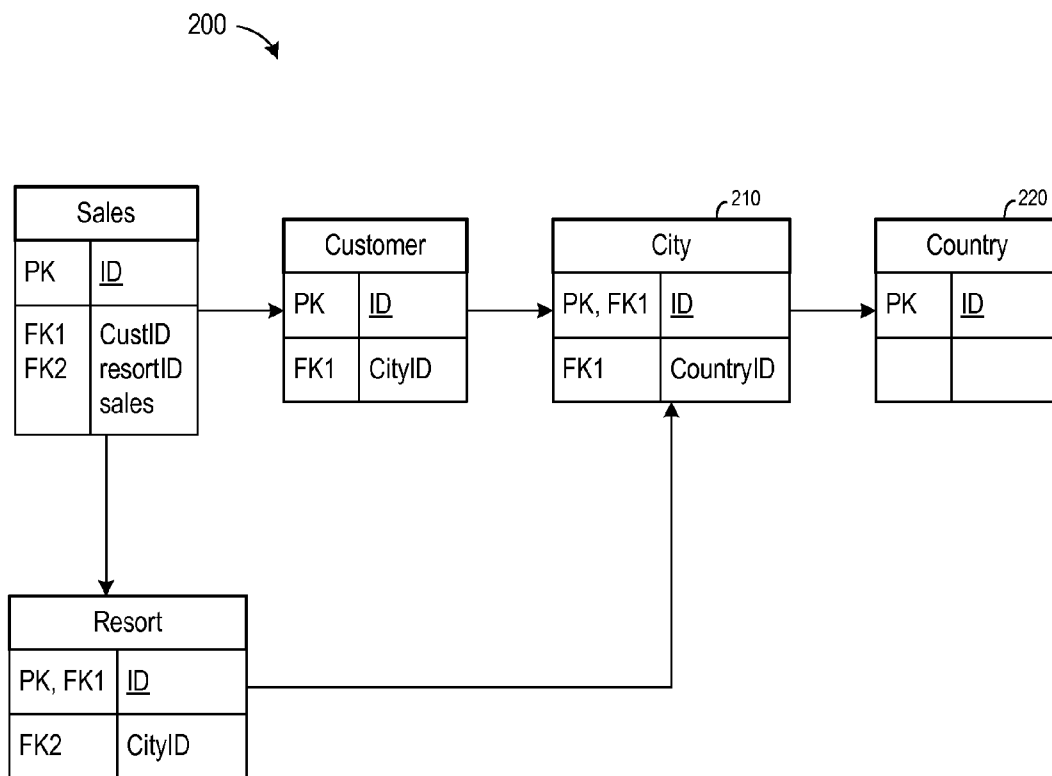 200
Sales
PK ID
FK1 CustID
FK2 resortID
sales
Customer
PK ID
FK1 CityID
210
City
PK, FK1 ID
FK1 CountryID
220
Country
PK ID
Resort
PK, FK1 ID
FK2 CityID